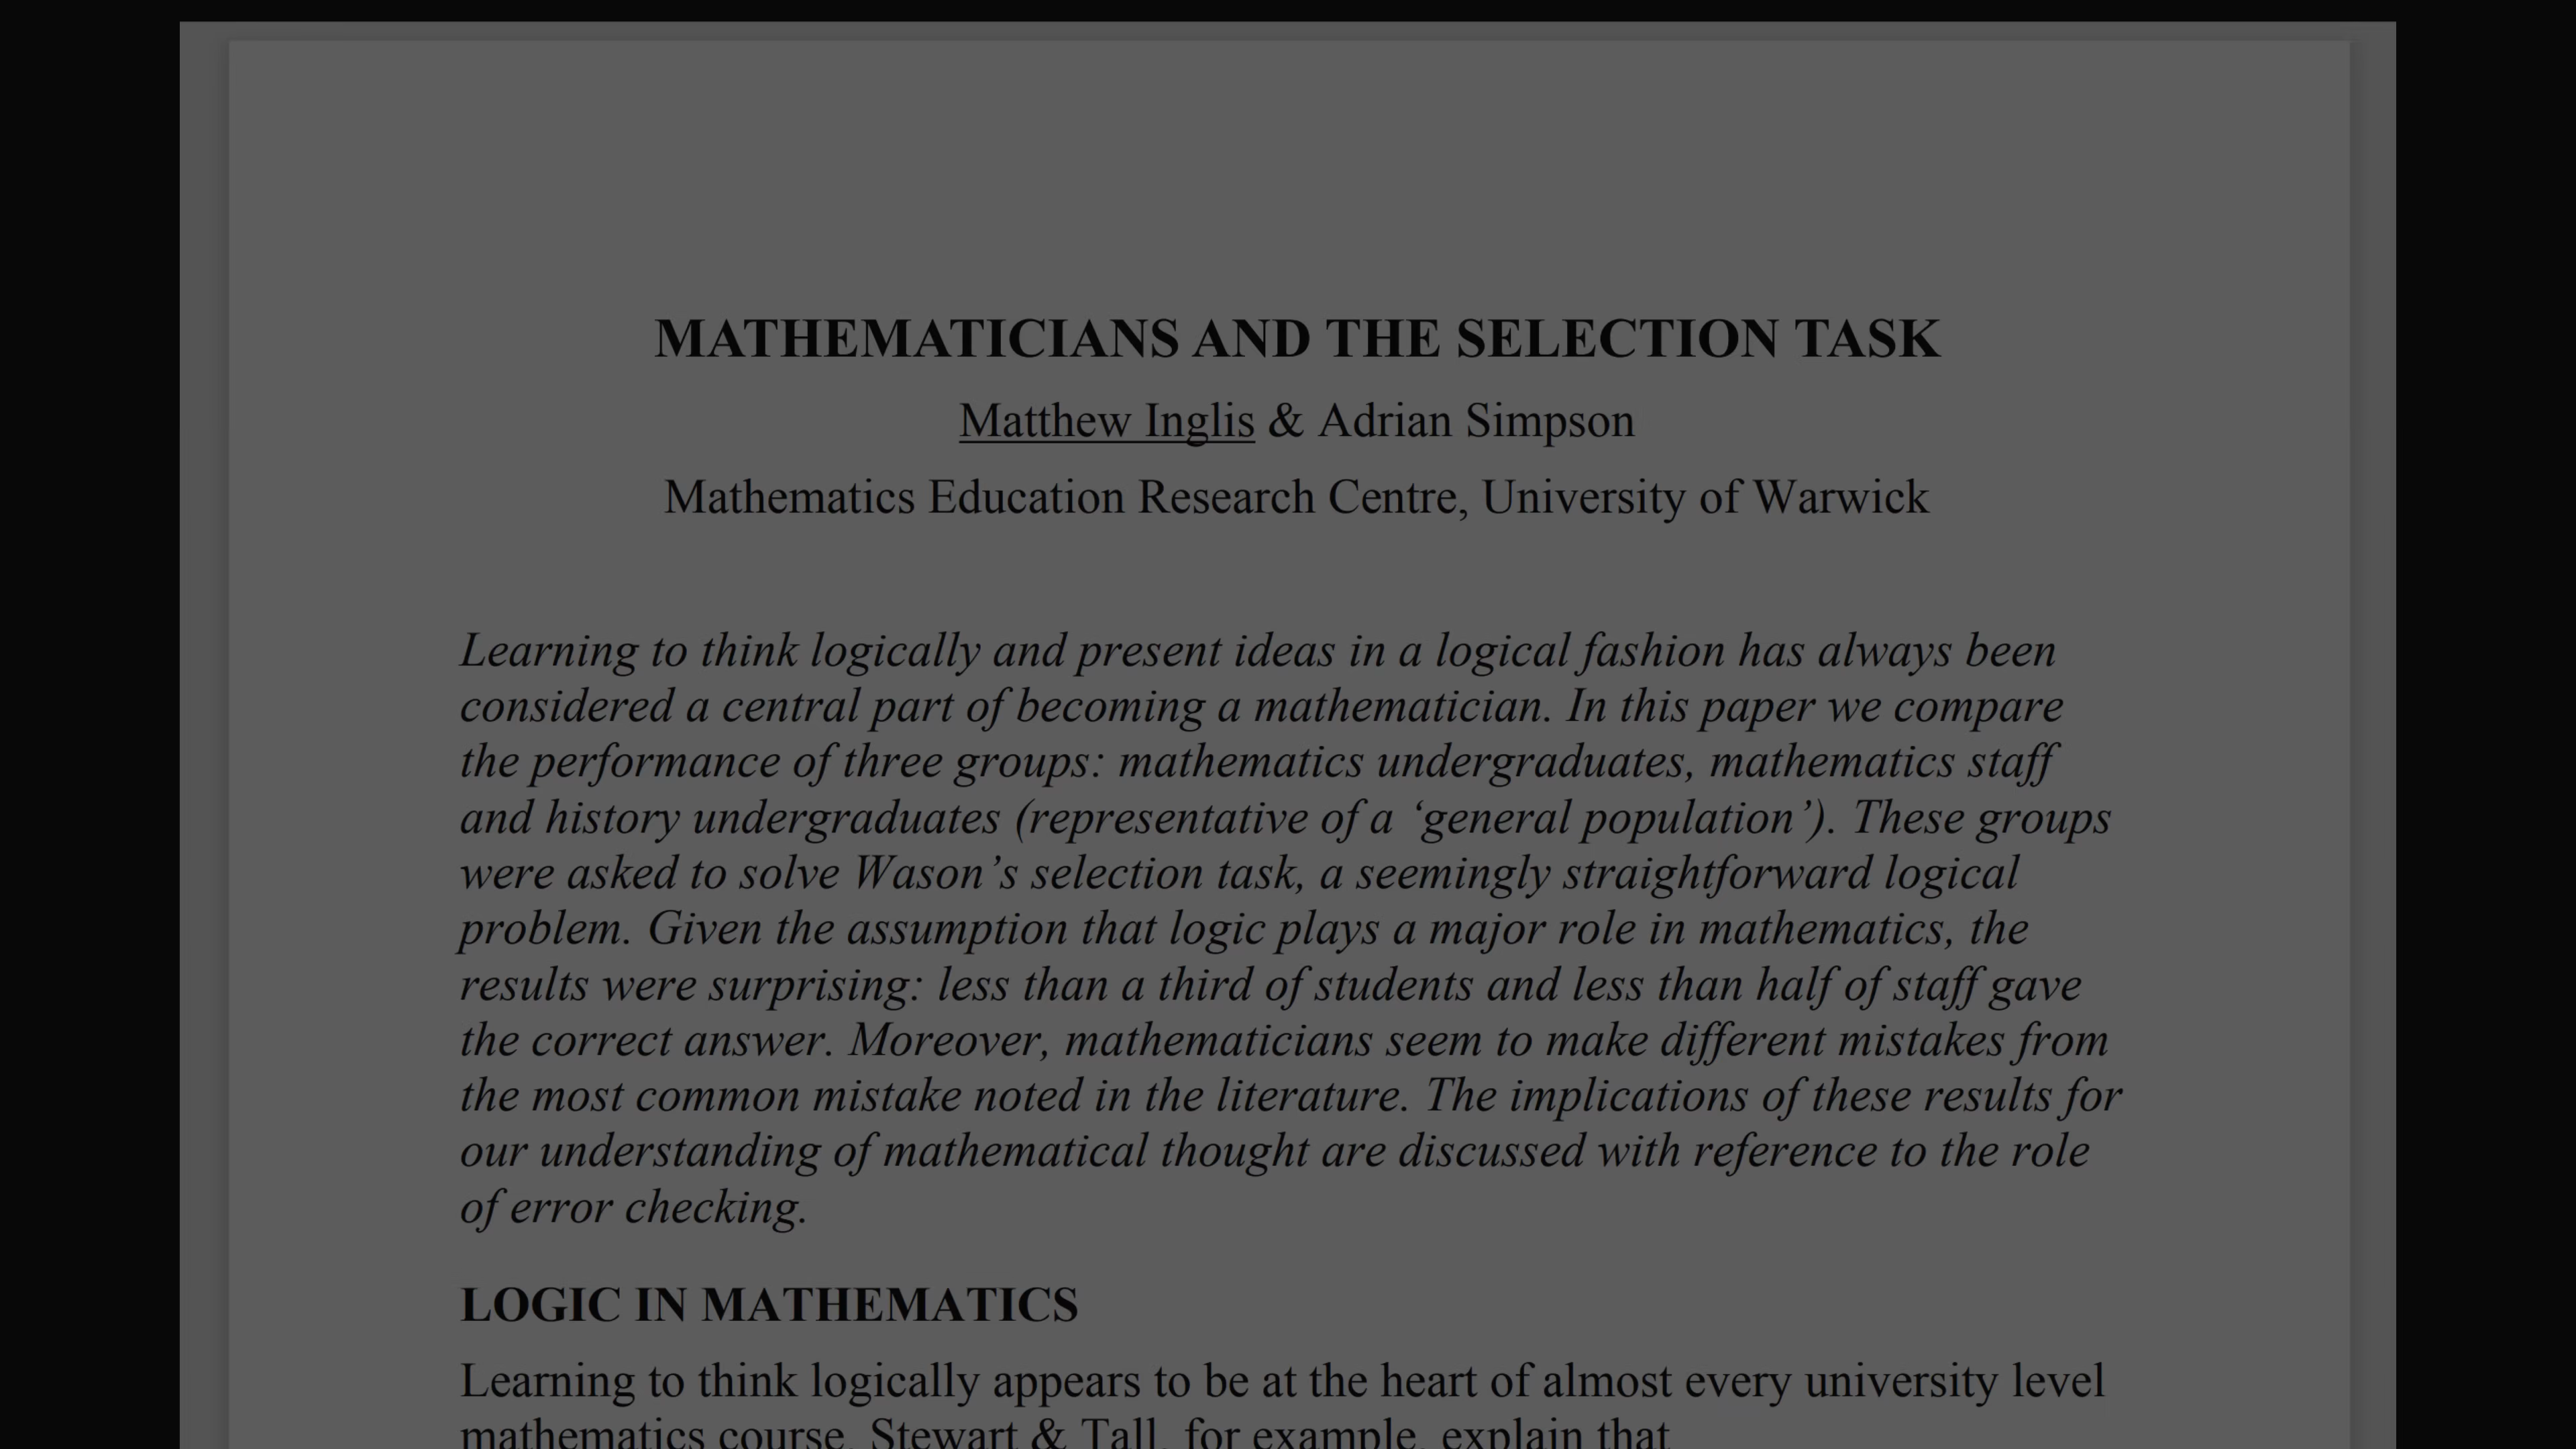 MATHEMATICIANS AND THE SELECTION TASK
Matthew Inglis & Adrian Simpson
Mathematics Education Research Centre, University of Warwick
Learning to think logically and present ideas in a logical fashion has always been
considered a central part of becoming a mathematician. In this paper we compare
the performance of three groups: mathematics undergraduates, mathematics staff
and history undergraduates (representative of a ‘general population’). These groups
were asked to solve Wason’s selection task, a seemingly straightforward logical
problem. Given the assumption that logic plays a major role in mathematics, the
results were surprising: less than a third of students and less than half of staff gave
the correct answer. Moreover, mathematicians seem to make different mistakes from
the most common mistake noted in the literature. The implications of these results for
our understanding of mathematical thought are discussed with reference to the role
of error checking.
LOGIC IN MATHEMATICS
Learning to think logically appears to be at the heart of almost every university level
mathematics course. Stewart & Tall, for example, explain that